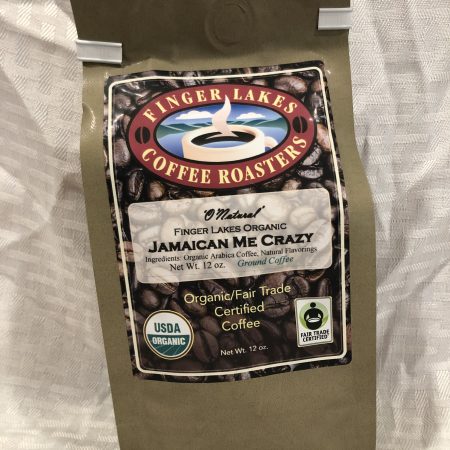 FINGER LAKES
COFFEE ROASTERS
'O'Natural'
FINGER LAKES ORGANIC
JAMAICAN ME CRAZY
Ingredients: Organic Arabica Coffee, Natural Flavorings
Net Wt. 12 oz. Ground Coffee
Organic/Fair Trade
Certified
Coffee
USDA
ORGANIC
FAIR TRADE
CERTIFIED
Net Wt. 12 oz.